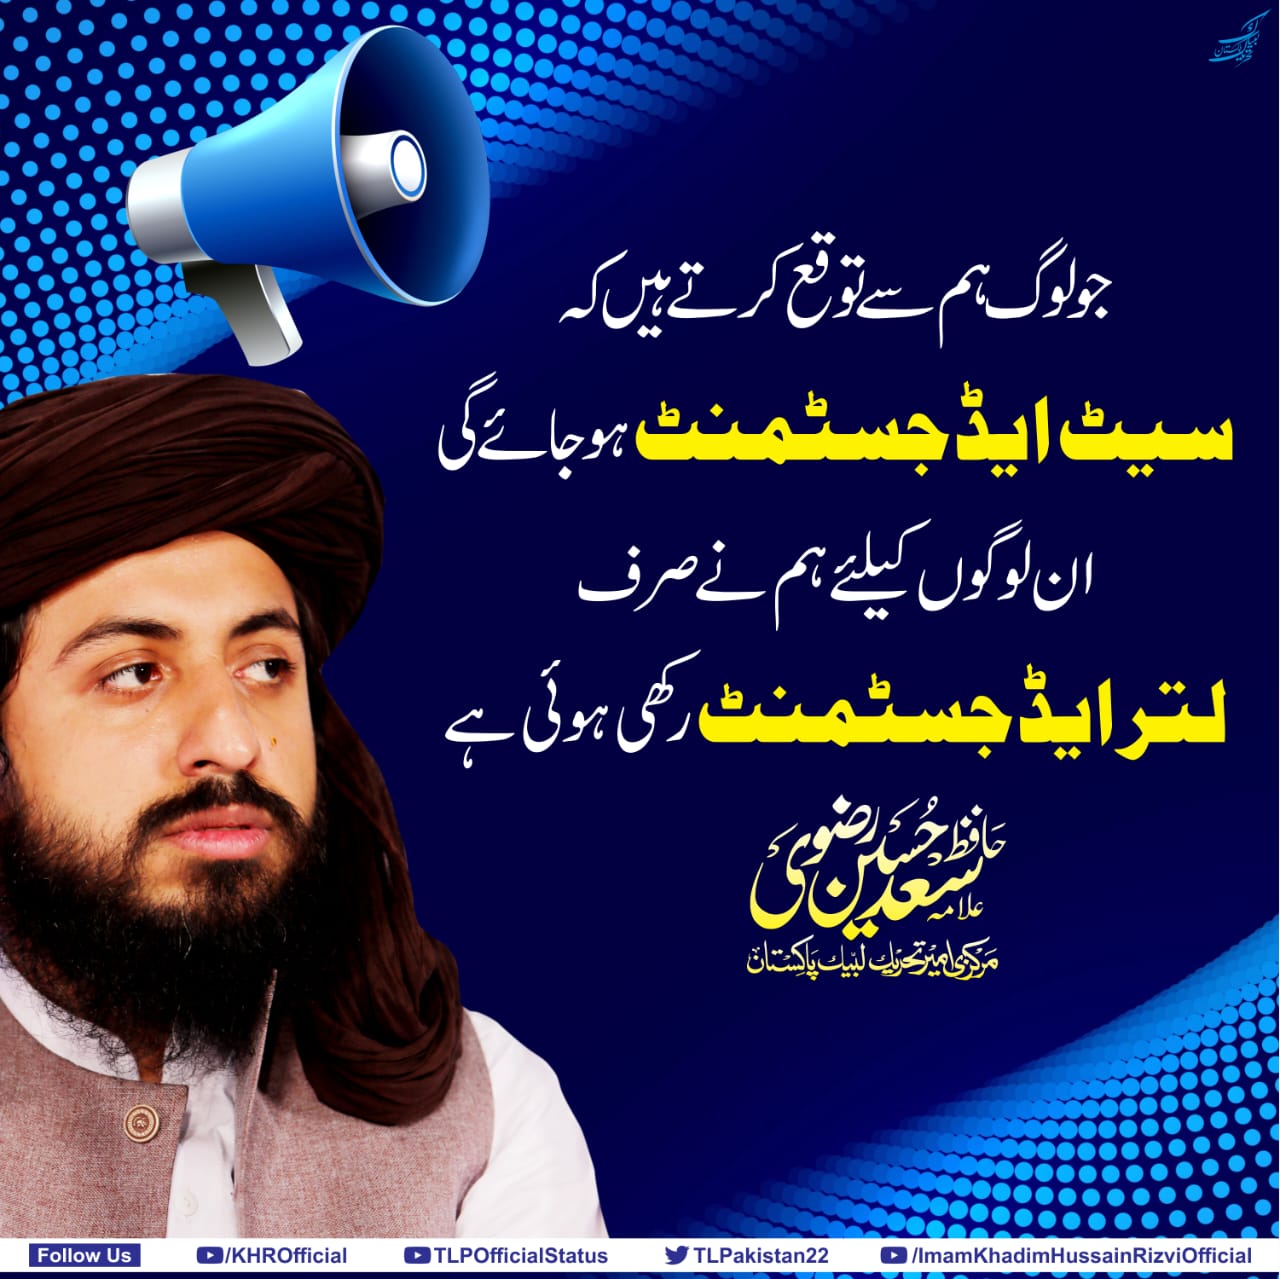 جو لوگ ہم سے توقع کرتے ہیں کہ
سیٹ ایڈجسٹمنٹ ہو جائے گی
ان لوگوں کیلئے ہم نے صرف
لتر ایڈجسٹمنٹ رکھی ہوئی ہے
علامہ حافظ سعد حسین رضوی
مرکزی امیر تحریک لبیک پاکستان
Follow Us /KHROfficial TLPOfficialStatus TLPakistan22 /ImamKhadimHussainRizviOfficial